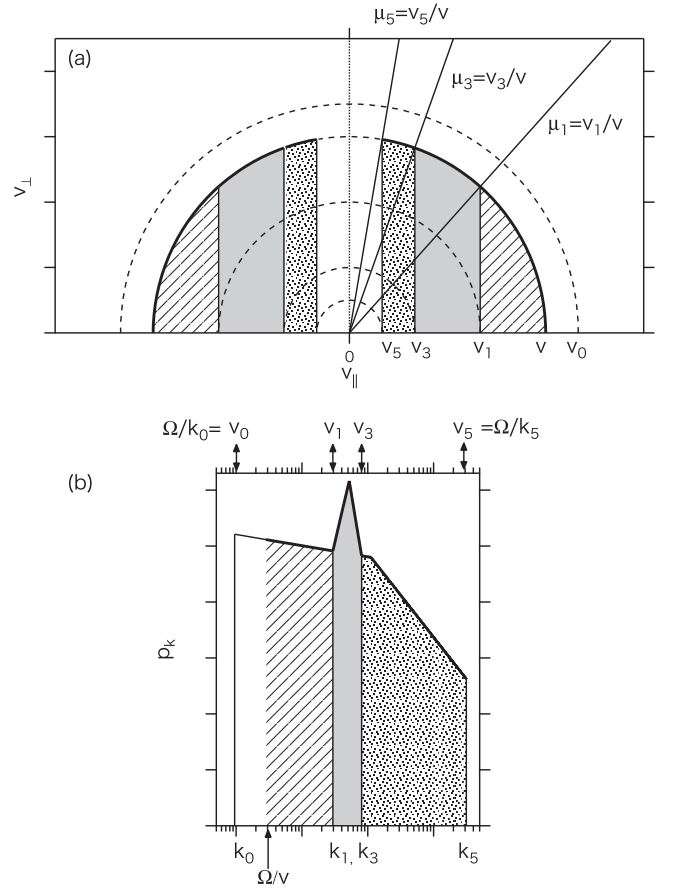 μ₅=v₅/v
(a)
μ₃=v₃/v
μ₁=v₁/v
v⊥
0
v₅ v₃ v₁ v v₀
v||
Ω/k₀= v₀ v₁ v₃ v₅ =Ω/k₅
(b)
pₖ
k₀ k₁, k₃ k₅
Ω/v